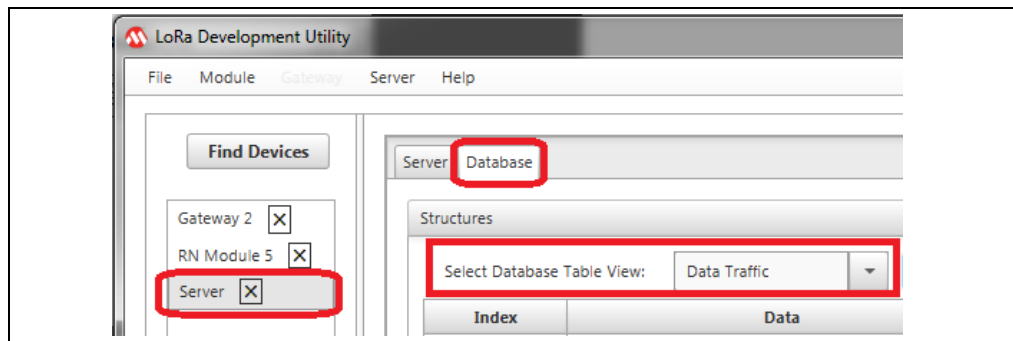 LoRa Development Utility
File Module Gateway Server Help
Find Devices
Gateway 2
RN Module 5
Server
Server Database
Structures
Select Database Table View: Data Traffic
Index Data